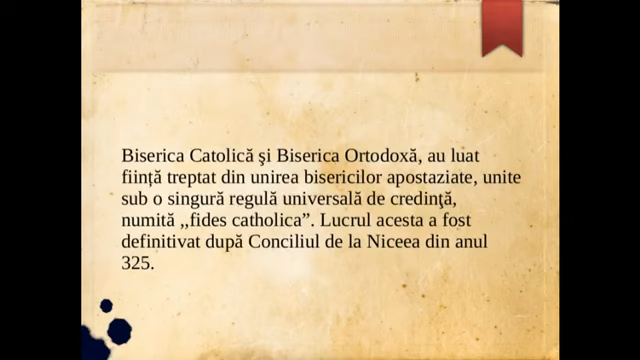 Biserica Catolică şi Biserica Ortodoxă, au luat
ființă treptat din unirea bisericilor apostaziate, unite
sub o singură regulă universală de credinţă,
numită ,,fides catholica”. Lucrul acesta a fost
definitivat după Conciliul de la Niceea din anul
325.